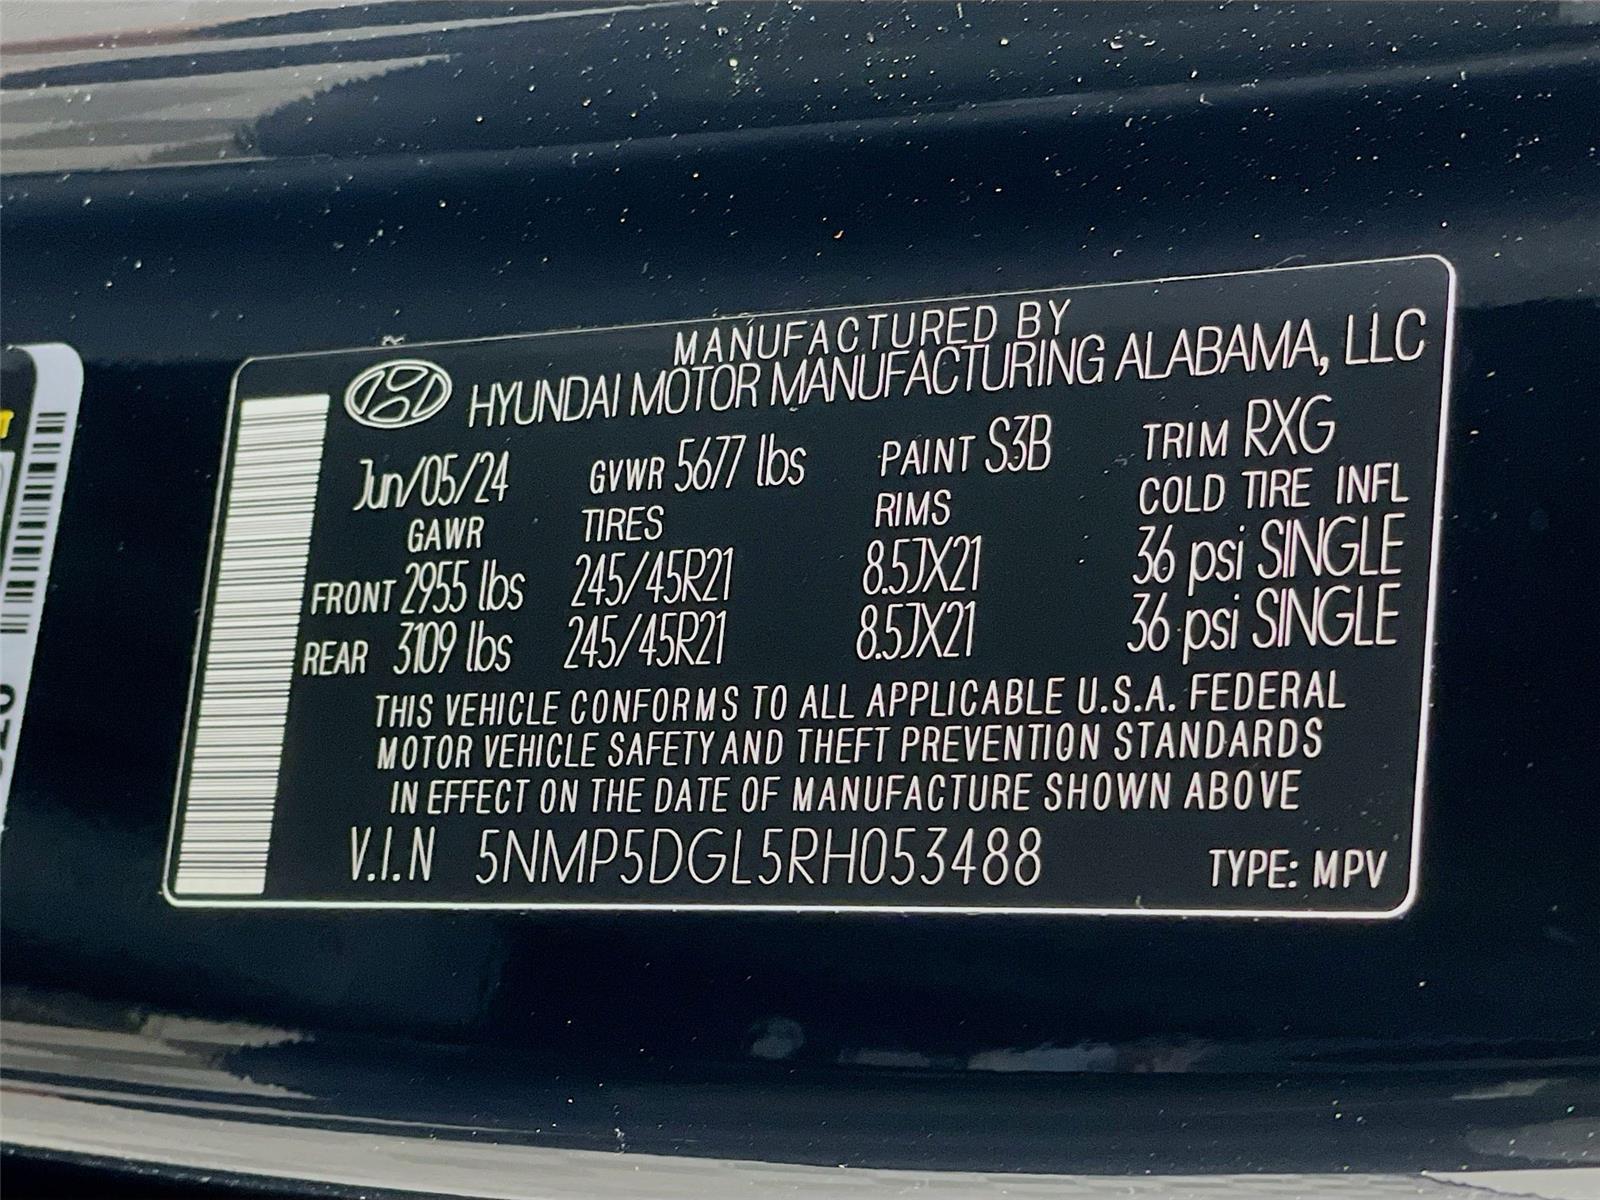 MANUFACTURED BY
HYUNDAI MOTOR MANUFACTURING ALABAMA, LLC
Jun/05/24 GVWR 5677 lbs PAINT S3B TRIM RXG
GAWR TIRES RIMS COLD TIRE INFL
FRONT 2955 lbs 245/45R21 8.5JX21 36 psi SINGLE
REAR 3109 lbs 245/45R21 8.5JX21 36 psi SINGLE
THIS VEHICLE CONFORMS TO ALL APPLICABLE U.S.A. FEDERAL
MOTOR VEHICLE SAFETY AND THEFT PREVENTION STANDARDS
IN EFFECT ON THE DATE OF MANUFACTURE SHOWN ABOVE
V.I.N 5NMP5DGL5RH053488 TYPE: MPV